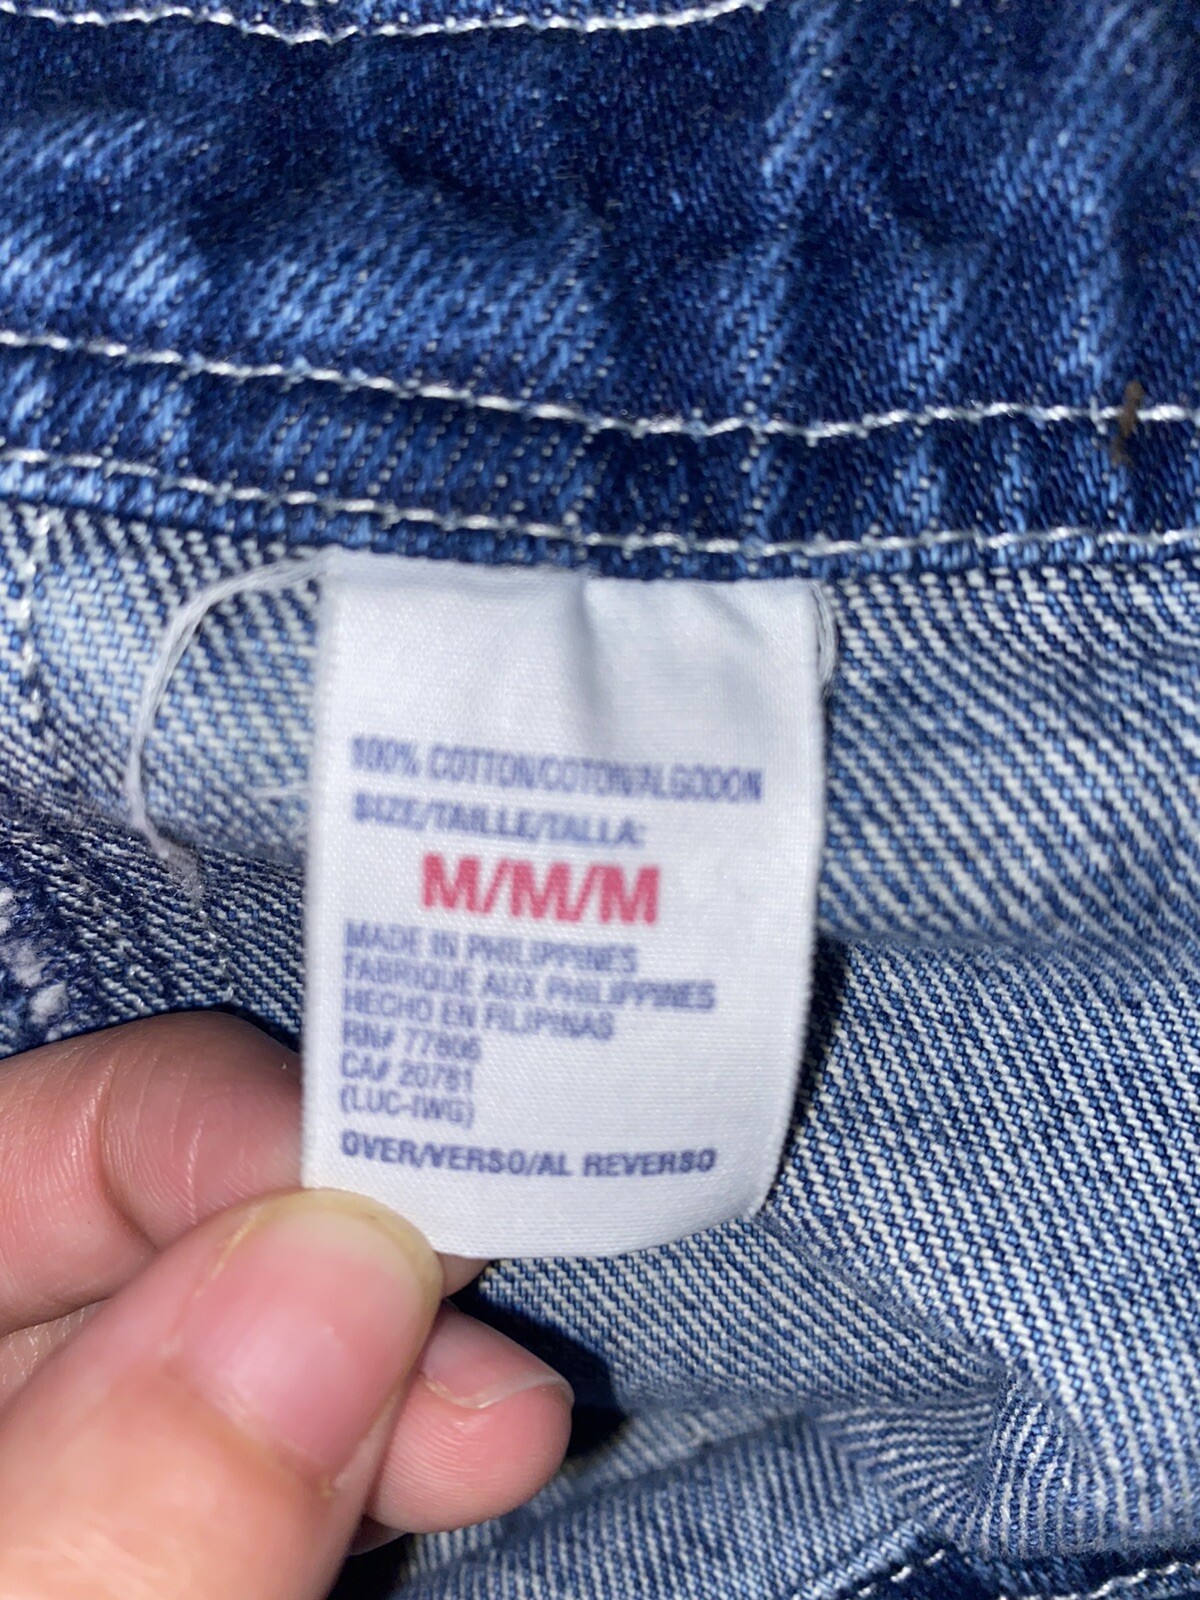 100% COTTON/COTON/ALGODON
SIZE/TAILLE/TALLA:
M/M/M
MADE IN PHILIPPINES
FABRIQUE AUX PHILIPPINES
HECHO EN FILIPINAS
RN# 77806
CA# 20781
(LUC-IWG)
OVER/VERSO/AL REVERSO